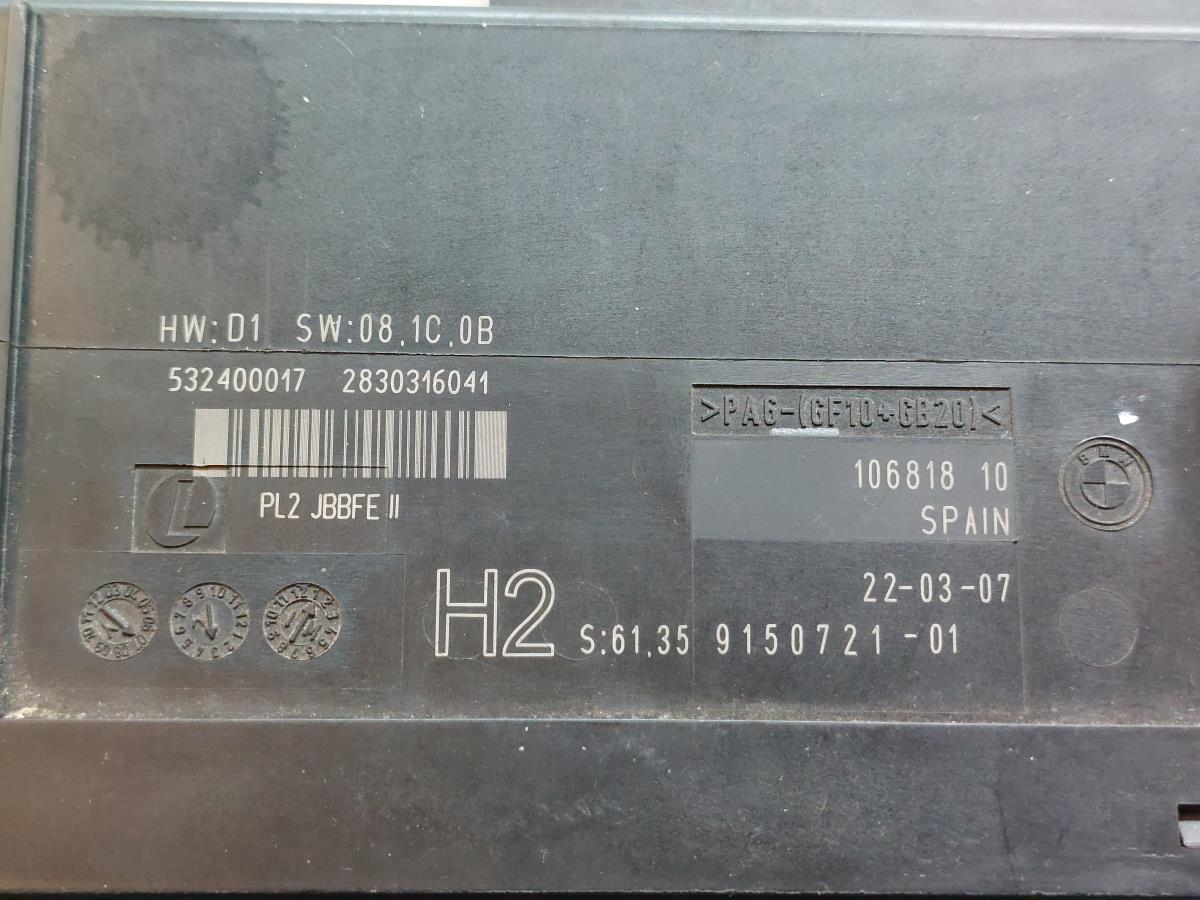 HW:D1 SW:08.1C.0B
532400017 2830316041
>PA6-(GF10+GB20)<
106818 10
SPAIN
BMW
L
PL2 JBBFE II
22-03-07
H2
S:61.35 9150721-01